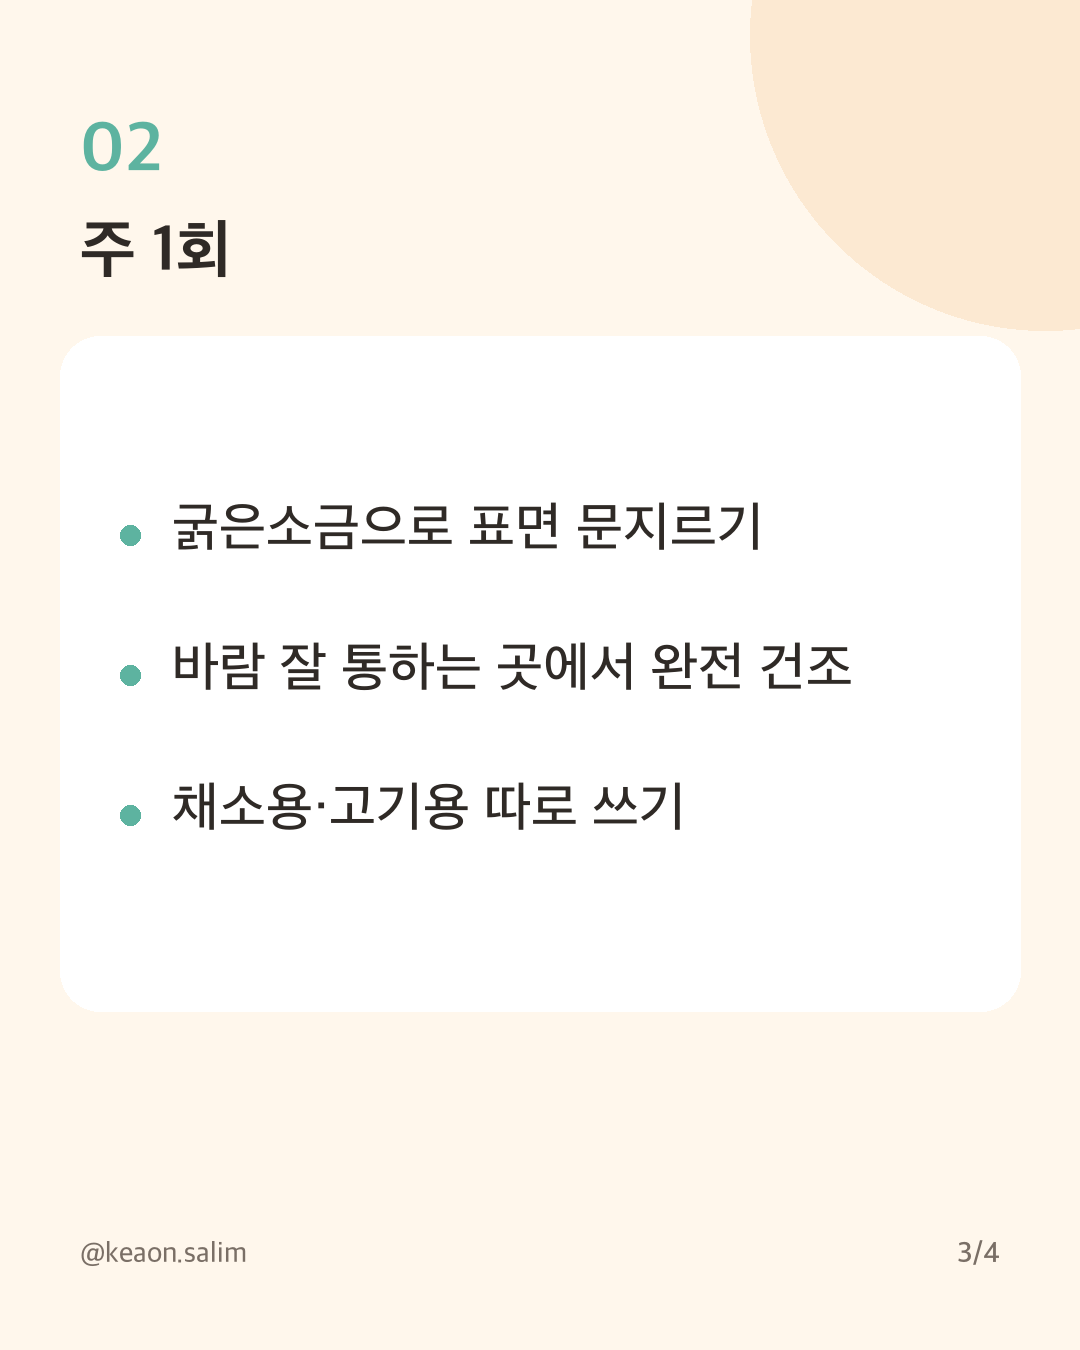 02
주 1회
굵은소금으로 표면 문지르기
바람 잘 통하는 곳에서 완전 건조
채소용·고기용 따로 쓰기
@keaon.salim
3/4